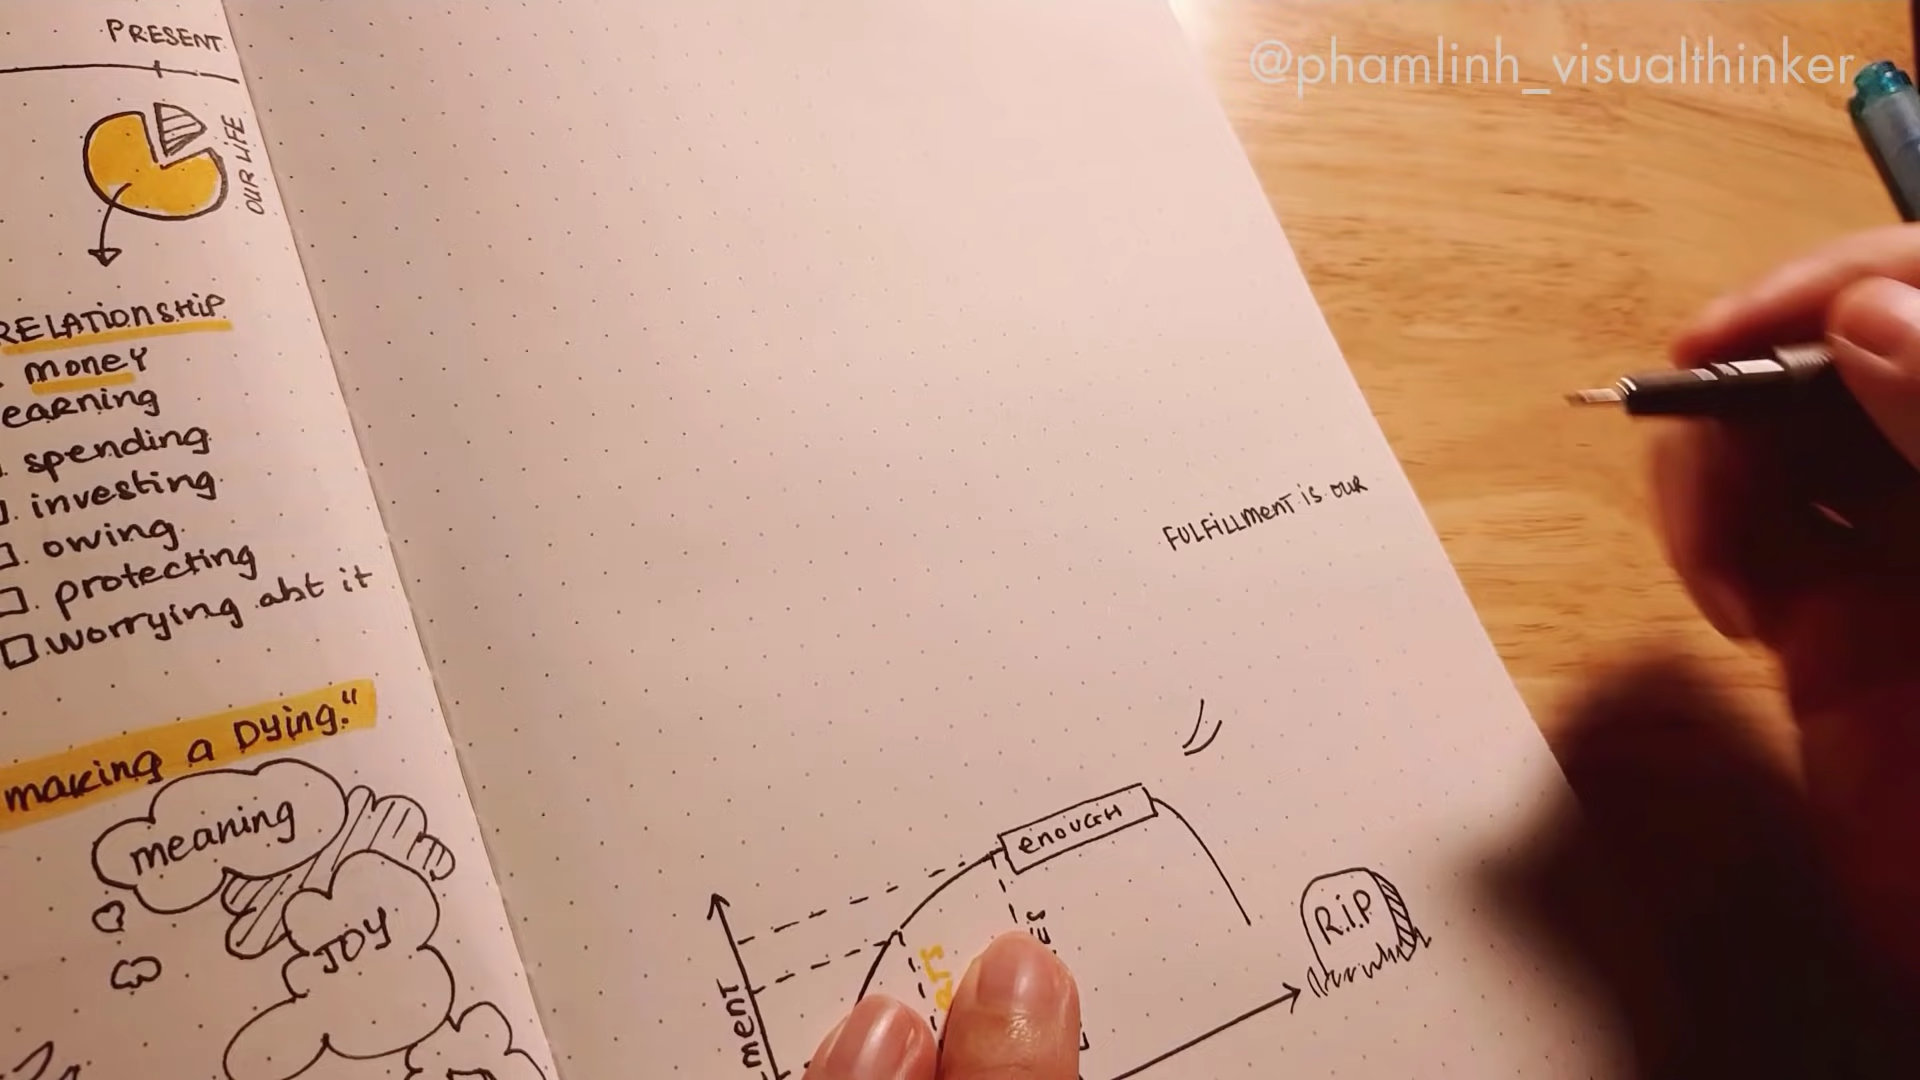 @phamlinh_visualthinker
PRESENT
OUR LIFE
RELATIONSHIP
money
earning
spending
investing
owing
protecting
worrying abt it
making a Dying."
meaning
JOY
FULFILLMENT IS OUR
enough
R.I.P